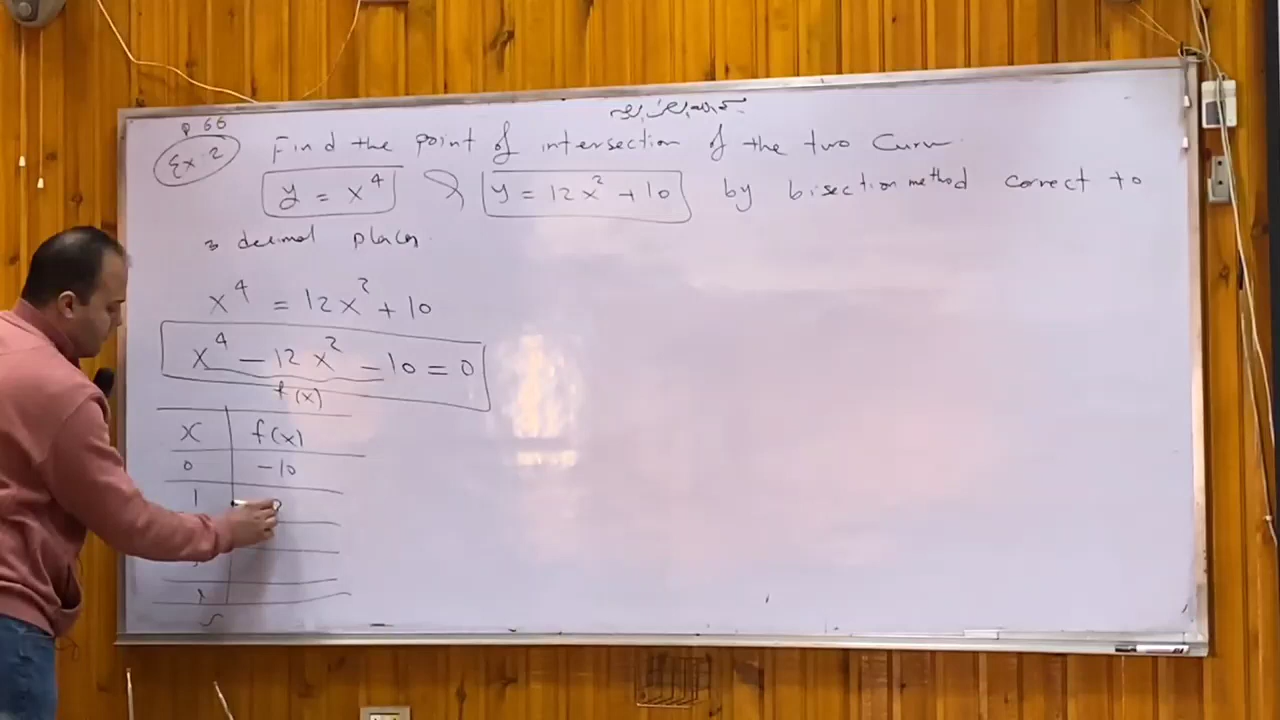 P 66
Ex. 2 Find the point of intersection of the two Curv
y = x⁴ & y = 12x² + 10 by bisection method correct to
3 decimal places.
x⁴ = 12x² + 10
x⁴ − 12x² − 10 = 0
f(x)
x f(x)
0 −10
1